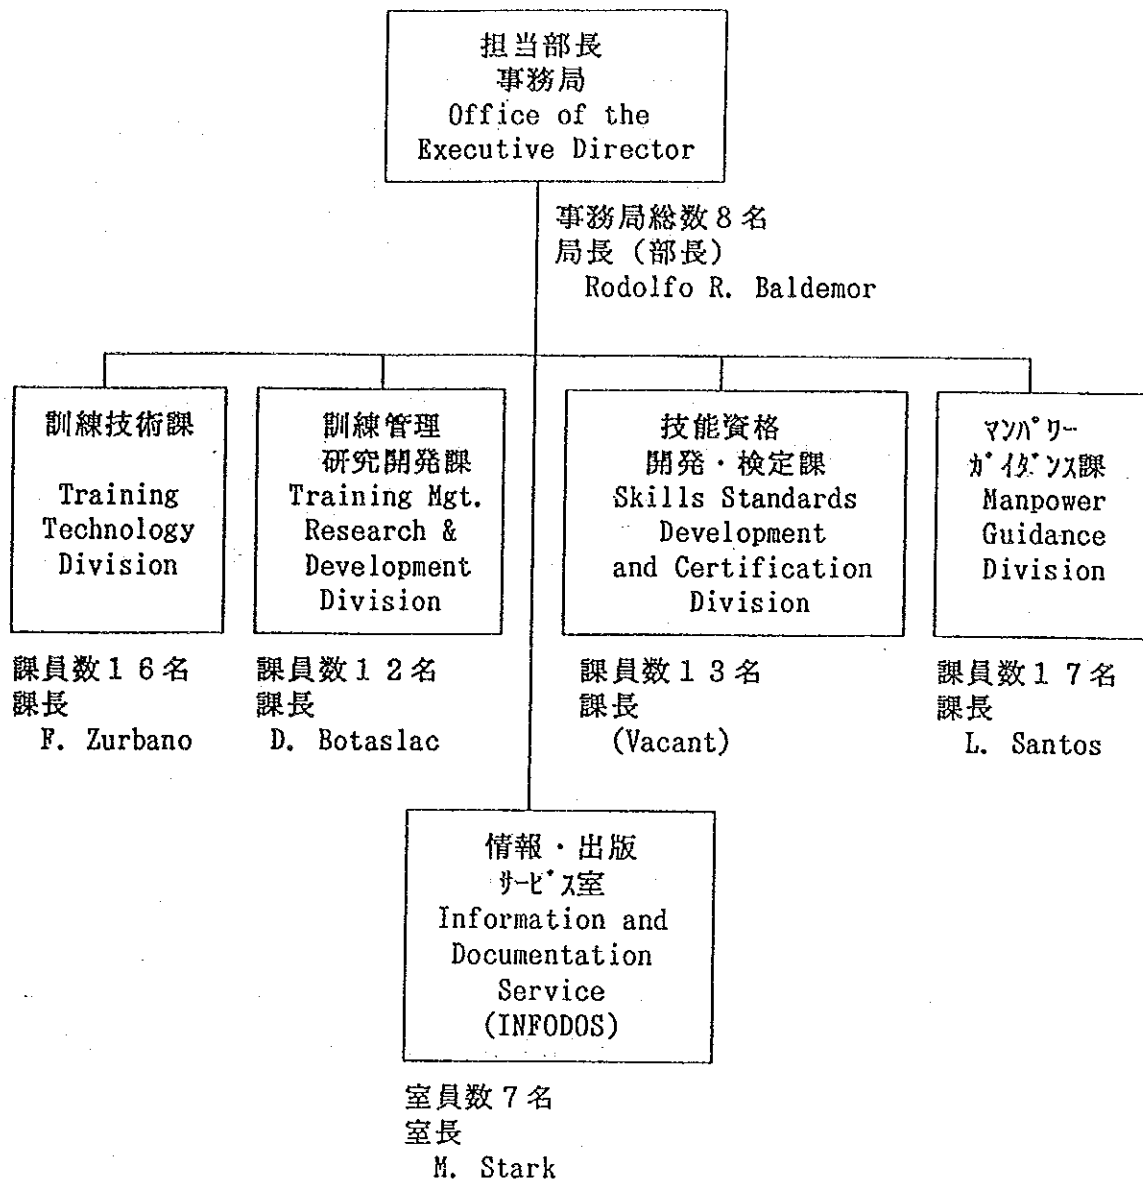 担当部長
事務局
Office of the
Executive Director
事務局総数8名
局長（部長）
Rodolfo R. Baldemor
訓練技術課
Training
Technology
Division
課員数16名
課長
F. Zurbano
訓練管理
研究開発課
Training Mgt.
Research &
Development
Division
課員数12名
課長
D. Botaslac
技能資格
開発・検定課
Skills Standards
Development
and Certification
Division
課員数13名
課長
(Vacant)
ﾏﾝﾊﾟﾜｰ
ｶﾞｲﾀﾞﾝｽ課
Manpower
Guidance
Division
課員数17名
課長
L. Santos
情報・出版
ｻｰﾋﾞｽ室
Information and
Documentation
Service
(INFODOS)
室員数7名
室長
M. Stark